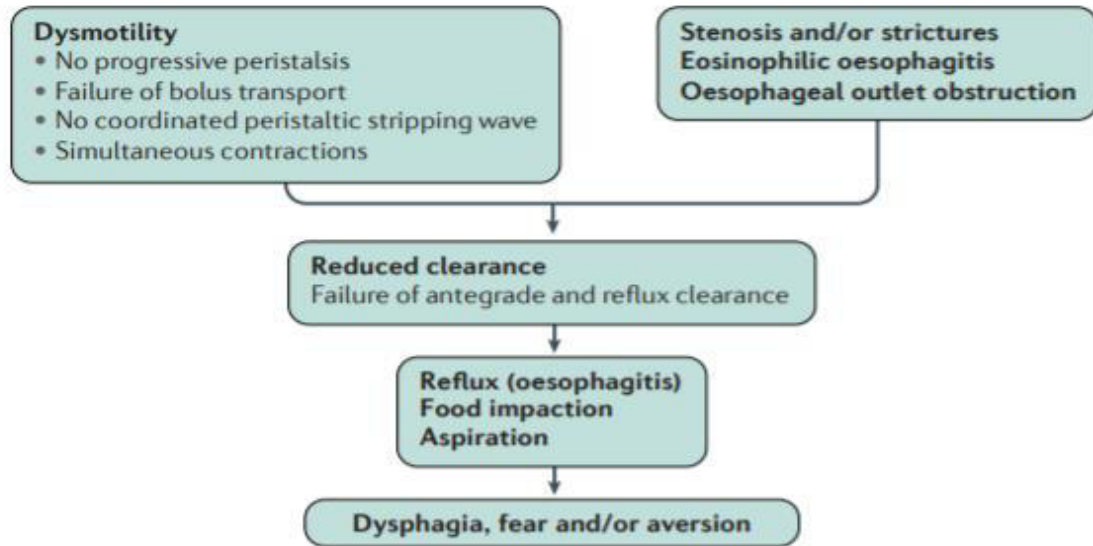 Dysmotility
• No progressive peristalsis
• Failure of bolus transport
• No coordinated peristaltic stripping wave
• Simultaneous contractions
Stenosis and/or strictures
Eosinophilic oesophagitis
Oesophageal outlet obstruction
Reduced clearance
Failure of antegrade and reflux clearance
Reflux (oesophagitis)
Food impaction
Aspiration
Dysphagia, fear and/or aversion